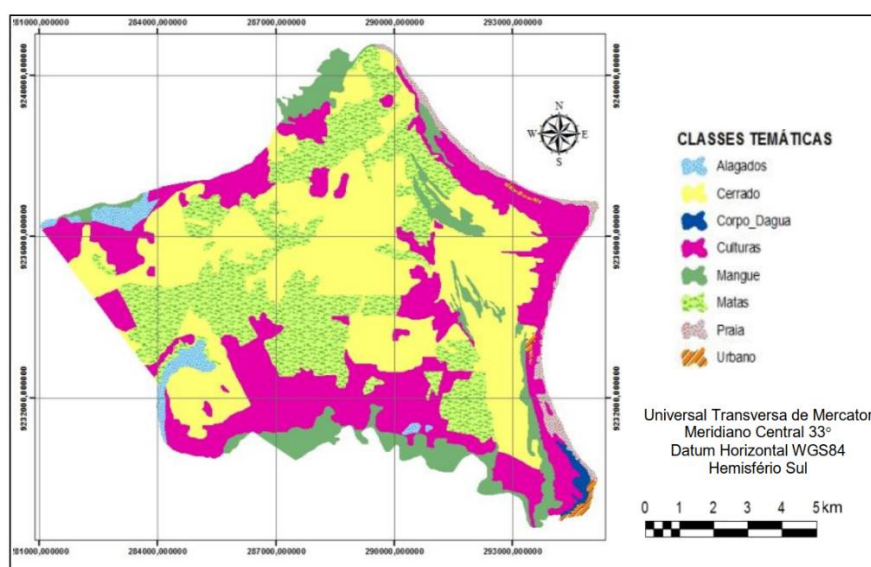 281000,000000 284000,000000 287000,000000 290000,000000 293000,000000
9240000,000000 9240000,000000
9236000,000000 9236000,000000
9232000,000000 9232000,000000
281000,000000 284000,000000 287000,000000 290000,000000 293000,000000
N
W E
S
CLASSES TEMÁTICAS
Alagados
Cerrado
Corpo_Dagua
Culturas
Mangue
Matas
Praia
Urbano
Universal Transversa de Mercator
Meridiano Central 33°
Datum Horizontal WGS84
Hemisfério Sul
0 1 2 3 4 5 km